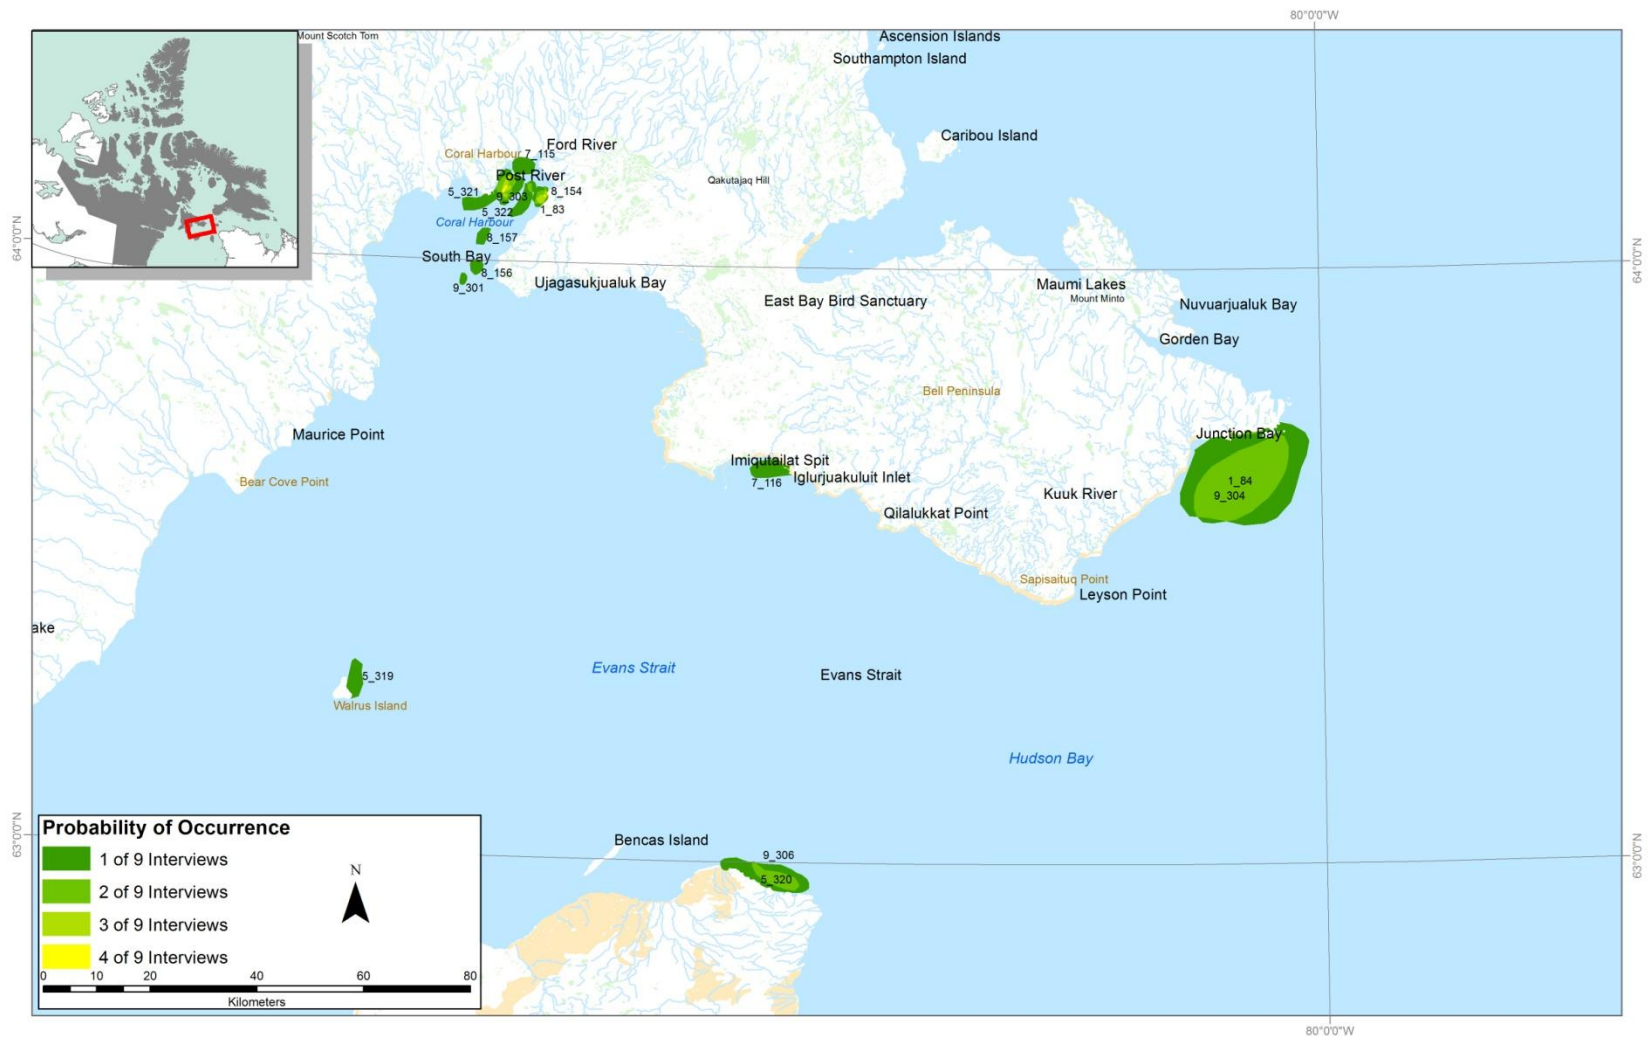 80°0'0"W
Mount Scotch Tom
Ascension Islands
Southampton Island
Caribou Island
Ford River
Coral Harbour
7_115
Post River
Qakutajaq Hill
5_321
9_303
8_154
5_322
1_83
Coral Harbour
8_157
64°0'0"N
64°0'0"N
South Bay
8_156
9_301
Ujagasukjualuk Bay
East Bay Bird Sanctuary
Maumi Lakes
Mount Minto
Nuvuarjualuk Bay
Gorden Bay
Bell Peninsula
Maurice Point
Junction Bay
Imiqutailat Spit
Bear Cove Point
7_116
Iglurjuakuluit Inlet
1_84
9_304
Kuuk River
Qilalukkat Point
Sapisaituq Point
Leyson Point
ake
Evans Strait
Evans Strait
5_319
Walrus Island
Hudson Bay
63°0'0"N
63°0'0"N
Bencas Island
9_306
5_320
Probability of Occurrence
1 of 9 Interviews
2 of 9 Interviews
3 of 9 Interviews
4 of 9 Interviews
N
0 10 20 40 60 80
Kilometers
80°0'0"W